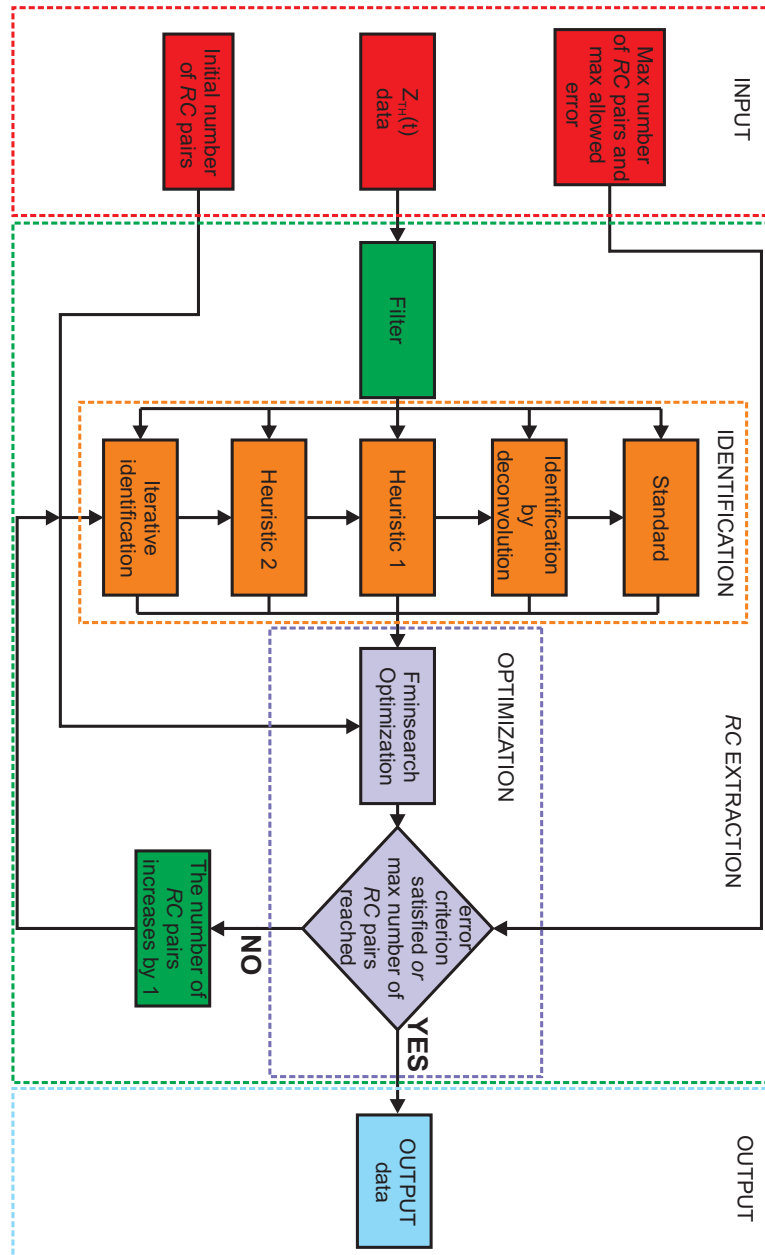 INPUT
Max number
of RC pairs and
max allowed
error
Z_TH(t)
data
Initial number
of RC pairs
RC EXTRACTION
Filter
IDENTIFICATION
Standard
Identification
by
deconvolution
Heuristic 1
Heuristic 2
Iterative
identification
OPTIMIZATION
Fminsearch
Optimization
error
criterion
satisfied or
max number of
RC pairs
reached
YES
NO
The number of
RC pairs
increases by 1
OUTPUT
OUTPUT
data